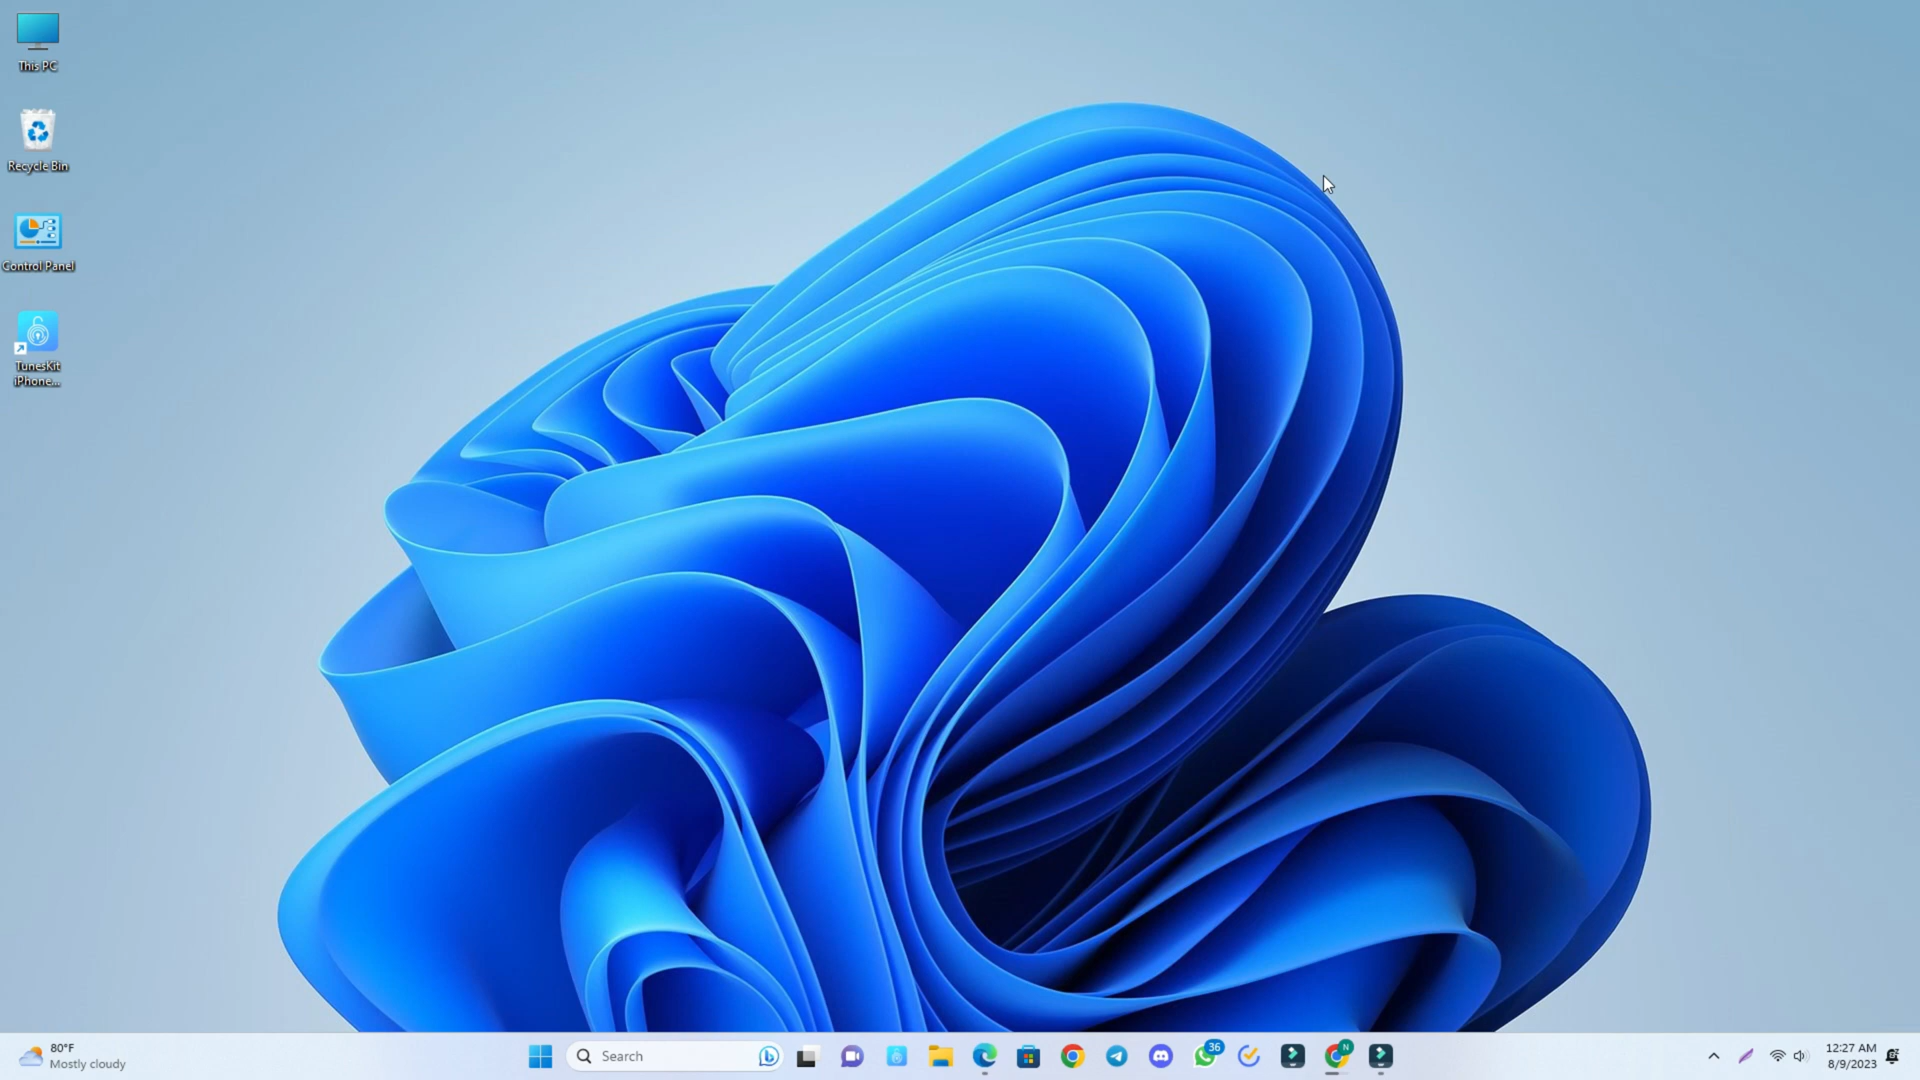 This PC
Recycle Bin
Control Panel
TunesKit
iPhone...
80°F
Mostly cloudy
Search
36
N
12:27 AM
8/9/2023